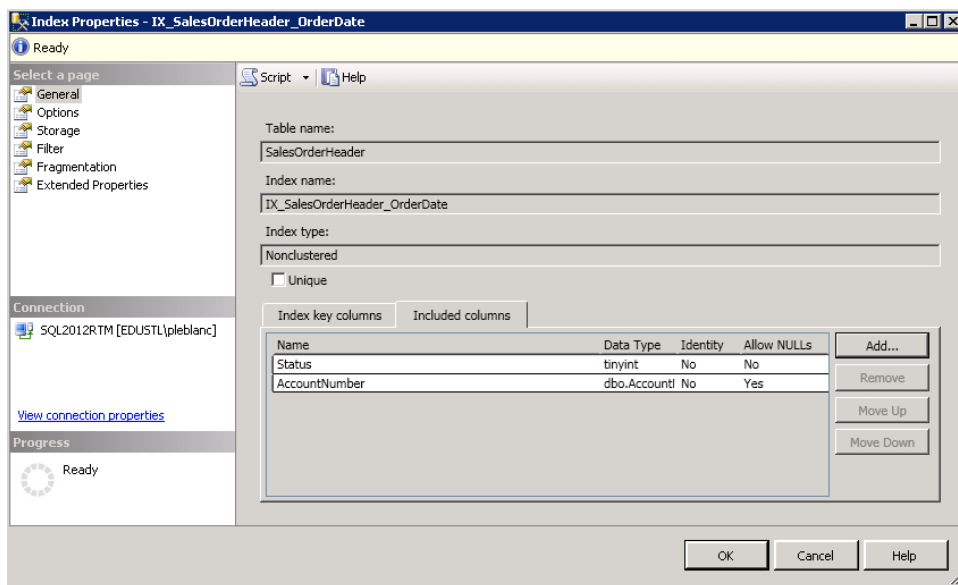 Index Properties - IX_SalesOrderHeader_OrderDate
Ready
Select a page
General
Options
Storage
Filter
Fragmentation
Extended Properties
Connection
SQL2012RTM [EDUSTL\pleblanc]
View connection properties
Progress
Ready
Script Help
Table name:
SalesOrderHeader
Index name:
IX_SalesOrderHeader_OrderDate
Index type:
Nonclustered
Unique
Index key columns Included columns
Name Data Type Identity Allow NULLs
Status tinyint No No
AccountNumber dbo.Accountl No Yes
Add...
Remove
Move Up
Move Down
OK Cancel Help